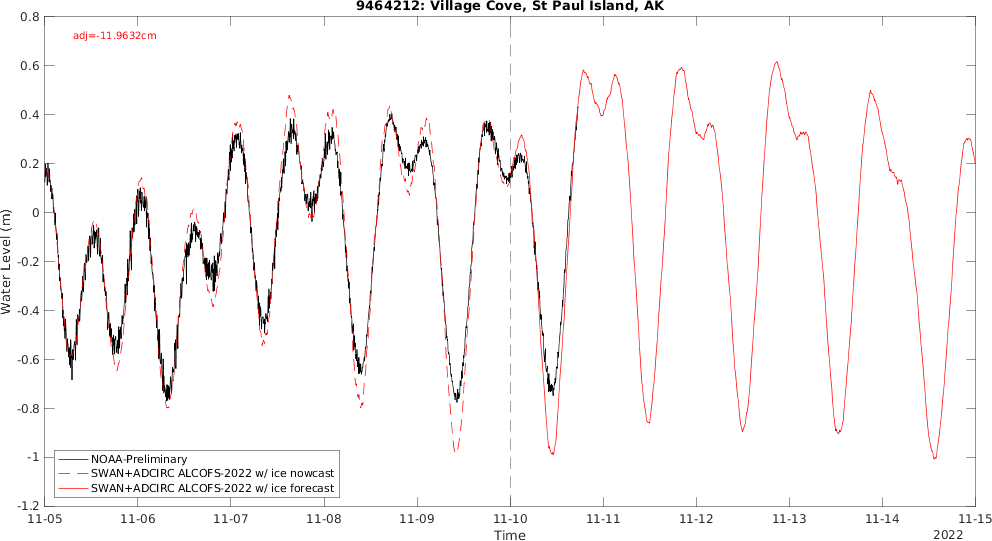 9464212: Village Cove, St Paul Island, AK
adj=-11.9632cm
0.8
0.6
0.4
0.2
0
-0.2
-0.4
-0.6
-0.8
-1
-1.2
Water Level (m)
NOAA-Preliminary
SWAN+ADCIRC ALCOFS-2022 w/ ice nowcast
SWAN+ADCIRC ALCOFS-2022 w/ ice forecast
11-05 11-06 11-07 11-08 11-09 11-10 11-11 11-12 11-13 11-14 11-15
Time
2022